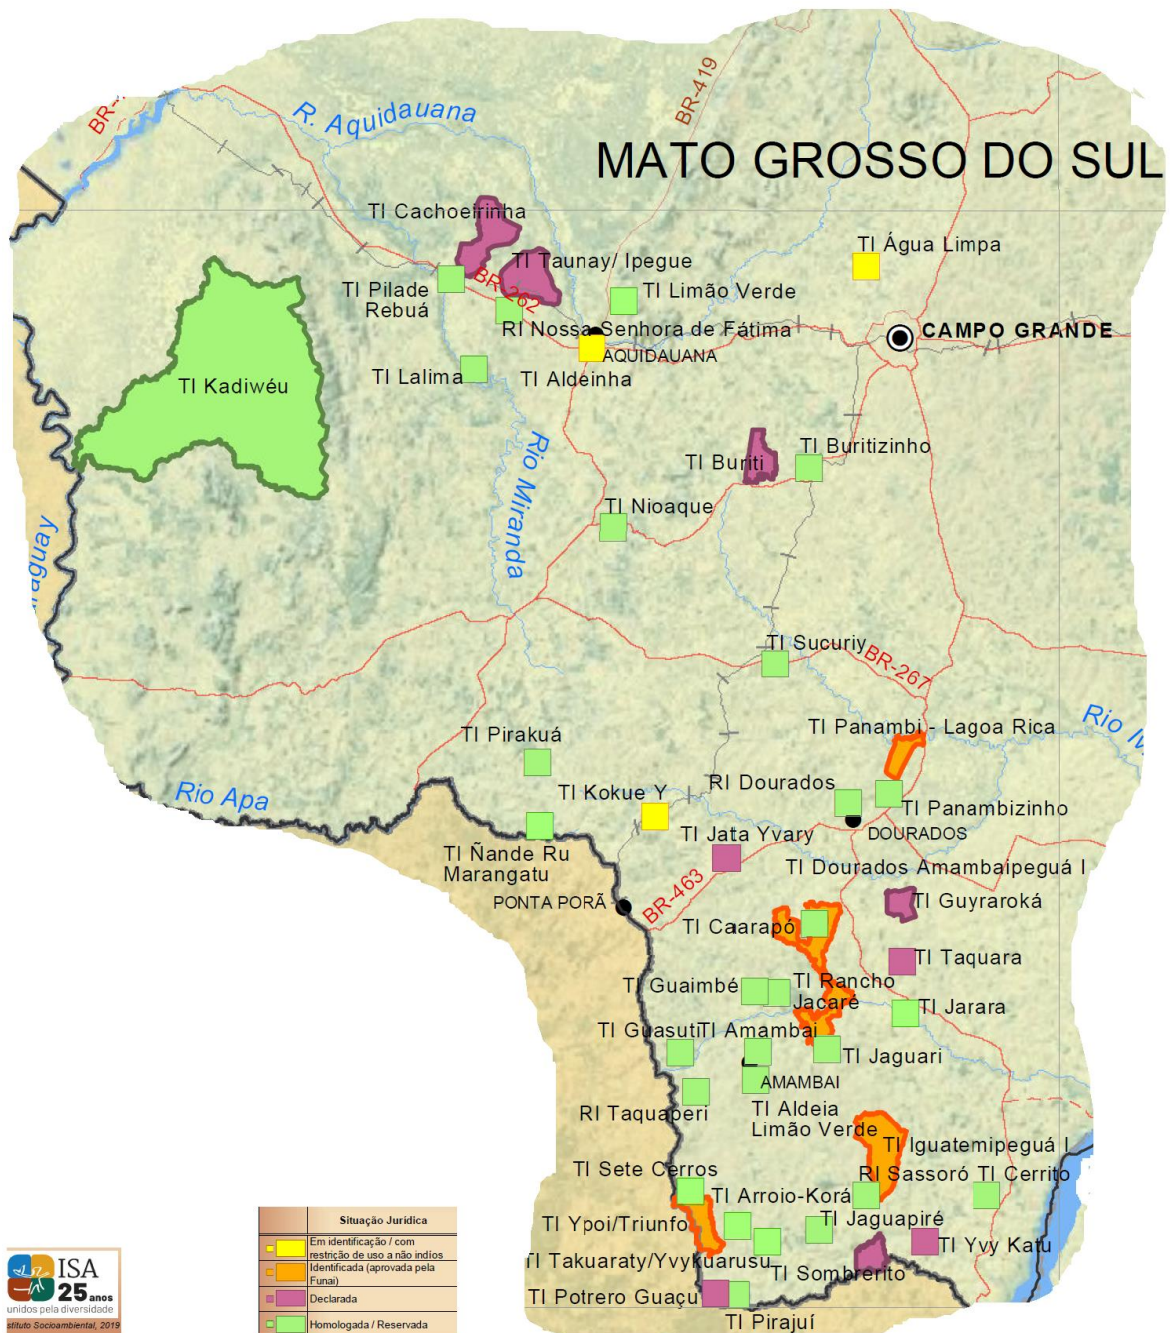 BR-419
R. Aquidauana
MATO GROSSO DO SUL
TI Cachoeirinha
TI Água Limpa
TI Taunay/ Ipegue
TI Pilade
Rebuá
BR-262
TI Limão Verde
RI Nossa Senhora de Fátima
CAMPO GRANDE
AQUIDAUANA
TI Lalima
TI Aldeinha
TI Kadiwéu
TI Buritizinho
TI Buriti
Rio Miranda
TI Nioaque
TI Sucuriy
BR-267
TI Panambi - Lagoa Rica
TI Pirakuá
Rio Apa
TI Kokue Y
RI Dourados
TI Panambizinho
TI Jata Yvary
DOURADOS
TI Ñande Ru
Marangatu
TI Dourados Amambaipeguá I
BR-463
PONTA PORÃ
TI Guyraroká
TI Caarapó
TI Taquara
TI Guaimbé
TI Rancho
Jacaré
TI Jarara
TI Guasuti
TI Amambai
TI Jaguari
AMAMBAI
RI Taquaperi
TI Aldeia
Limão Verde
TI Iguatemipeguá I
TI Sete Cerros
RI Sassoró
TI Cerrito
TI Arroio-Korá
TI Ypoi/Triunfo
TI Jaguapiré
TI Yvy Katu
TI Takuaraty/Yvykuarusu
TI Sombrerito
TI Potrero Guaçu
TI Pirajuí
Situação Jurídica
Em identificação / com
restrição de uso a não indíos
Identificada (aprovada pela
Funai)
Declarada
Homologada / Reservada
ISA
25 anos
unidos pela diversidade
stituto Socioambiental, 2019